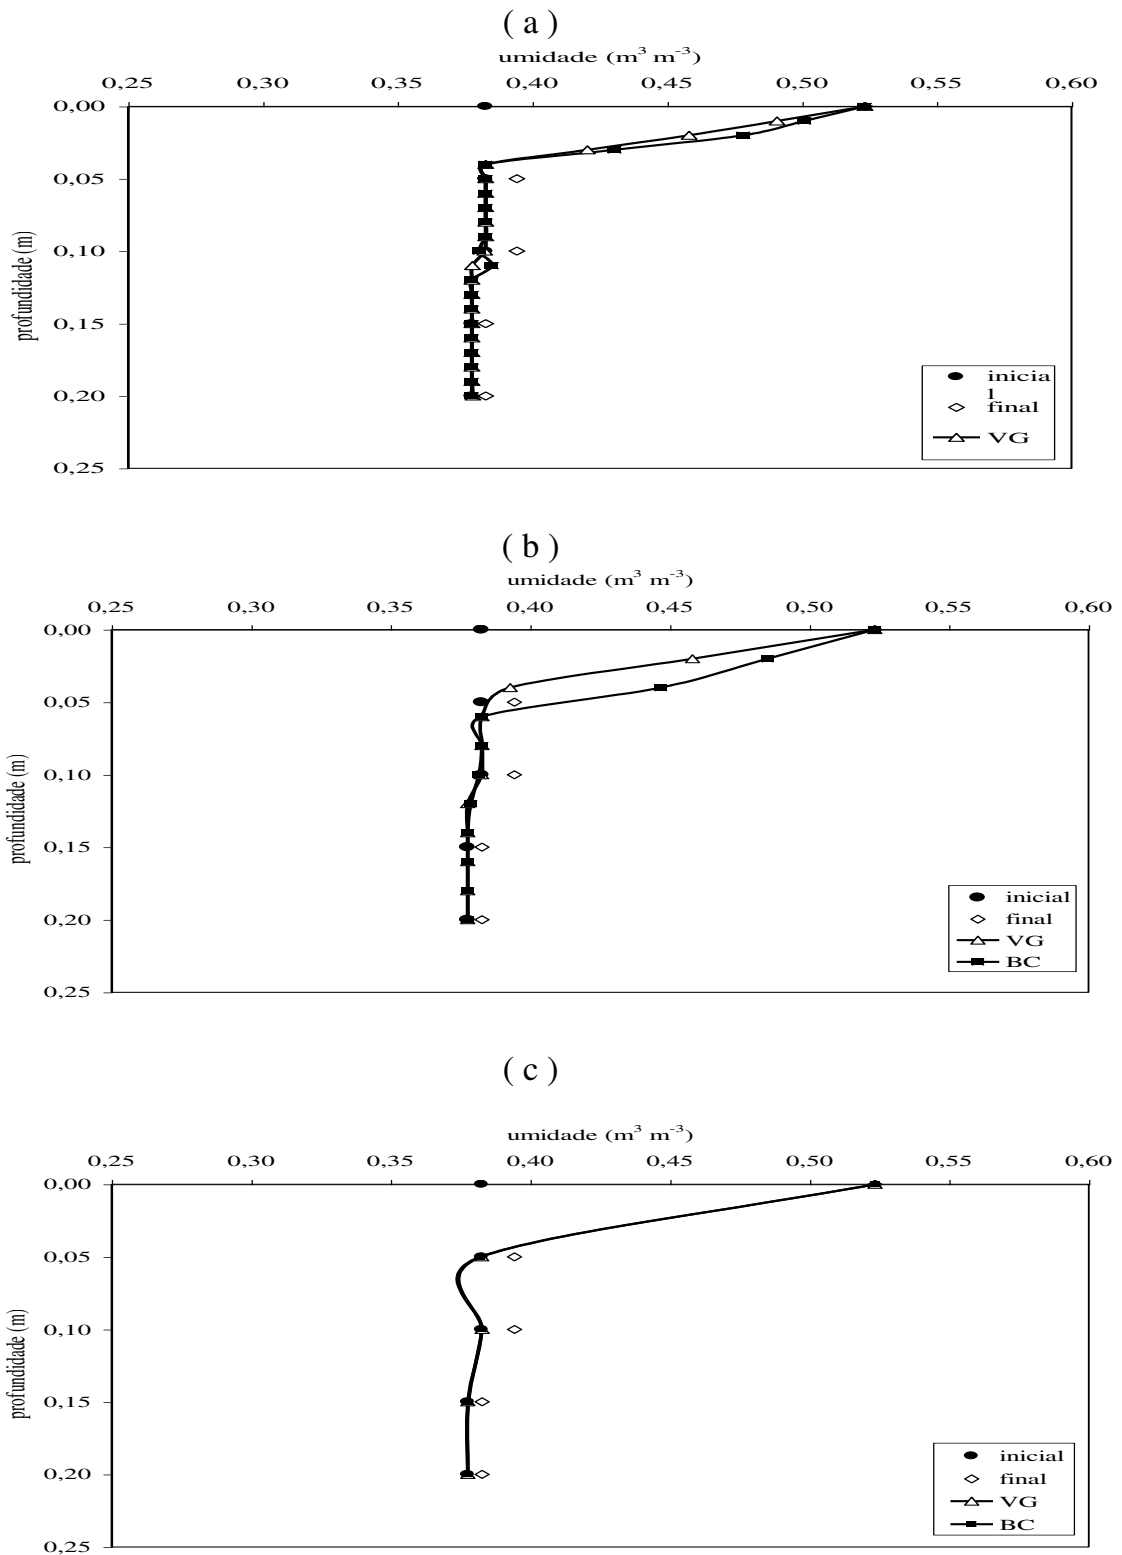 ( a )
umidade (m³ m⁻³)
0,25 0,30 0,35 0,40 0,45 0,50 0,55 0,60
0,00
0,05
0,10
0,15
0,20
0,25
profundidade (m)
inicia
l
final
VG
( b )
umidade (m³ m⁻³)
0,25 0,30 0,35 0,40 0,45 0,50 0,55 0,60
0,00
0,05
0,10
0,15
0,20
0,25
profundidade (m)
inicial
final
VG
BC
( c )
umidade (m³ m⁻³)
0,25 0,30 0,35 0,40 0,45 0,50 0,55 0,60
0,00
0,05
0,10
0,15
0,20
0,25
profundidade (m)
inicial
final
VG
BC